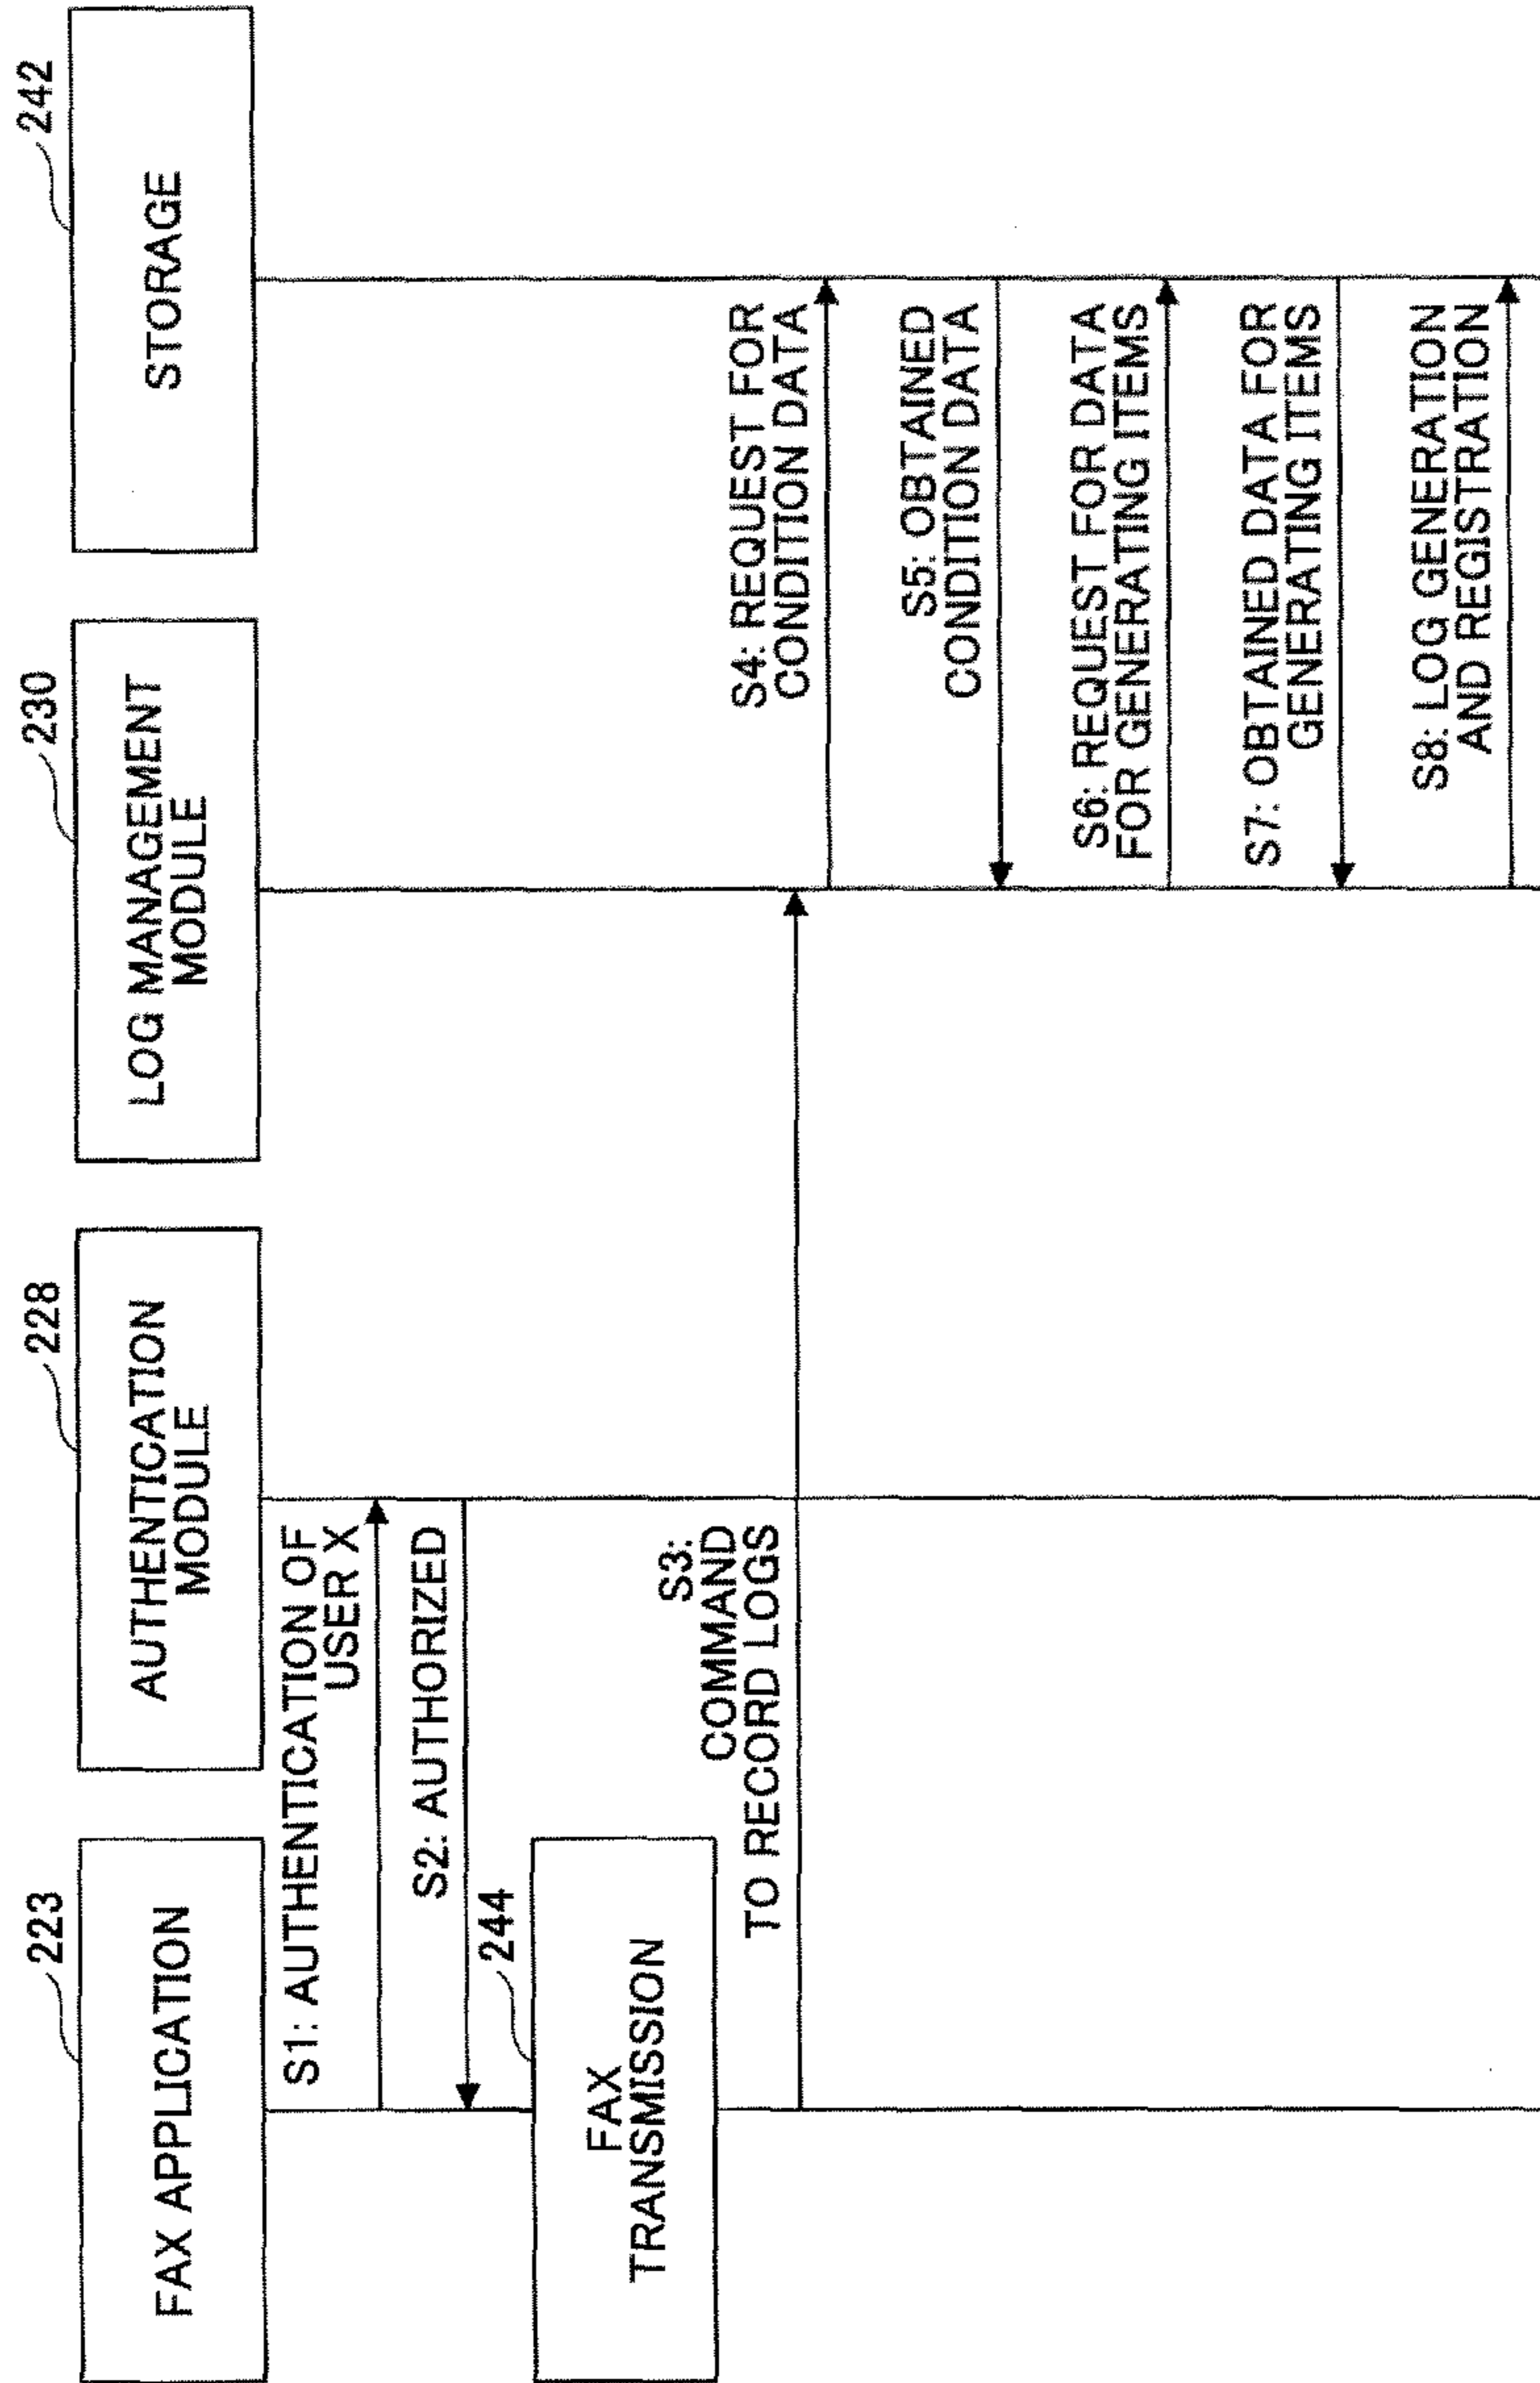 223
FAX APPLICATION
228
AUTHENTICATION
MODULE
230
LOG MANAGEMENT
MODULE
242
STORAGE
S1: AUTHENTICATION OF
USER X
S2: AUTHORIZED
244
FAX
TRANSMISSION
S3:
COMMAND
TO RECORD LOGS
S4: REQUEST FOR
CONDITION DATA
S5: OBTAINED
CONDITION DATA
S6: REQUEST FOR DATA
FOR GENERATING ITEMS
S7: OBTAINED DATA FOR
GENERATING ITEMS
S8: LOG GENERATION
AND REGISTRATION